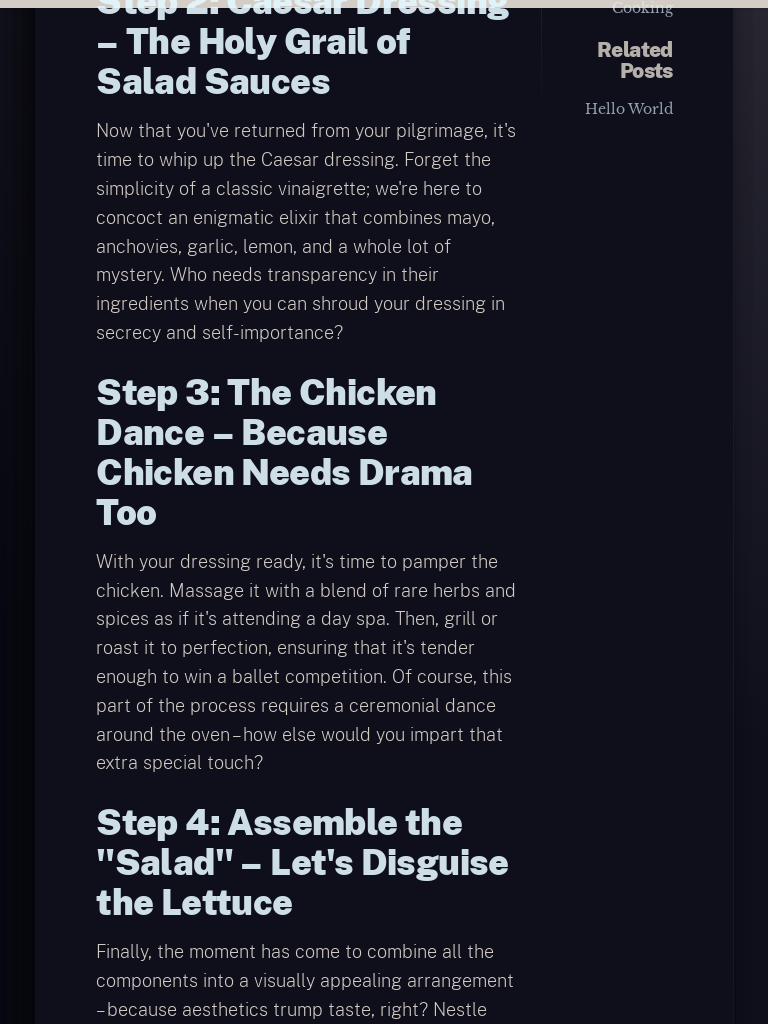 Step 2: Caesar Dressing
– The Holy Grail of
Salad Sauces
Now that you've returned from your pilgrimage, it's
time to whip up the Caesar dressing. Forget the
simplicity of a classic vinaigrette; we're here to
concoct an enigmatic elixir that combines mayo,
anchovies, garlic, lemon, and a whole lot of
mystery. Who needs transparency in their
ingredients when you can shroud your dressing in
secrecy and self-importance?
Step 3: The Chicken
Dance – Because
Chicken Needs Drama
Too
With your dressing ready, it's time to pamper the
chicken. Massage it with a blend of rare herbs and
spices as if it's attending a day spa. Then, grill or
roast it to perfection, ensuring that it's tender
enough to win a ballet competition. Of course, this
part of the process requires a ceremonial dance
around the oven–how else would you impart that
extra special touch?
Step 4: Assemble the
"Salad" – Let's Disguise
the Lettuce
Finally, the moment has come to combine all the
components into a visually appealing arrangement
–because aesthetics trump taste, right? Nestle
Cooking
Related
Posts
Hello World